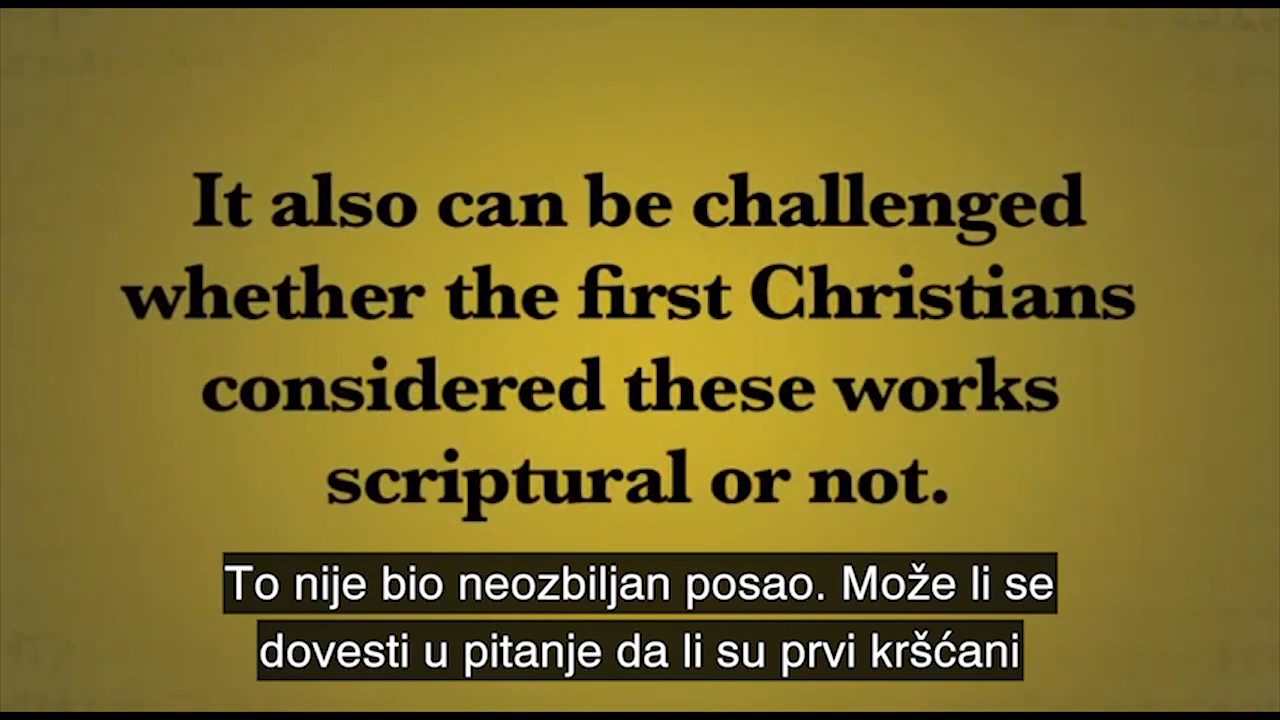 It also can be challenged
whether the first Christians
considered these works
scriptural or not.
To nije bio neozbiljan posao. Može li se
dovesti u pitanje da li su prvi kršćani